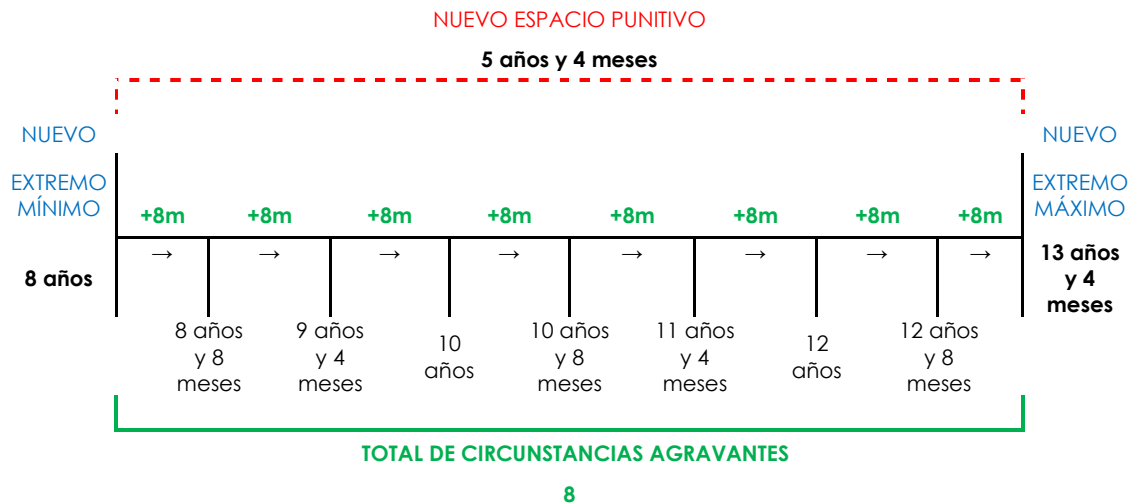 NUEVO ESPACIO PUNITIVO
5 años y 4 meses
NUEVO
EXTREMO
MÍNIMO
8 años
NUEVO
EXTREMO
MÁXIMO
13 años
y 4
meses
+8m +8m +8m +8m +8m +8m +8m +8m
→ → → → → → → →
8 años
y 8
meses
9 años
y 4
meses
10
años
10 años
y 8
meses
11 años
y 4
meses
12
años
12 años
y 8
meses
TOTAL DE CIRCUNSTANCIAS AGRAVANTES
8